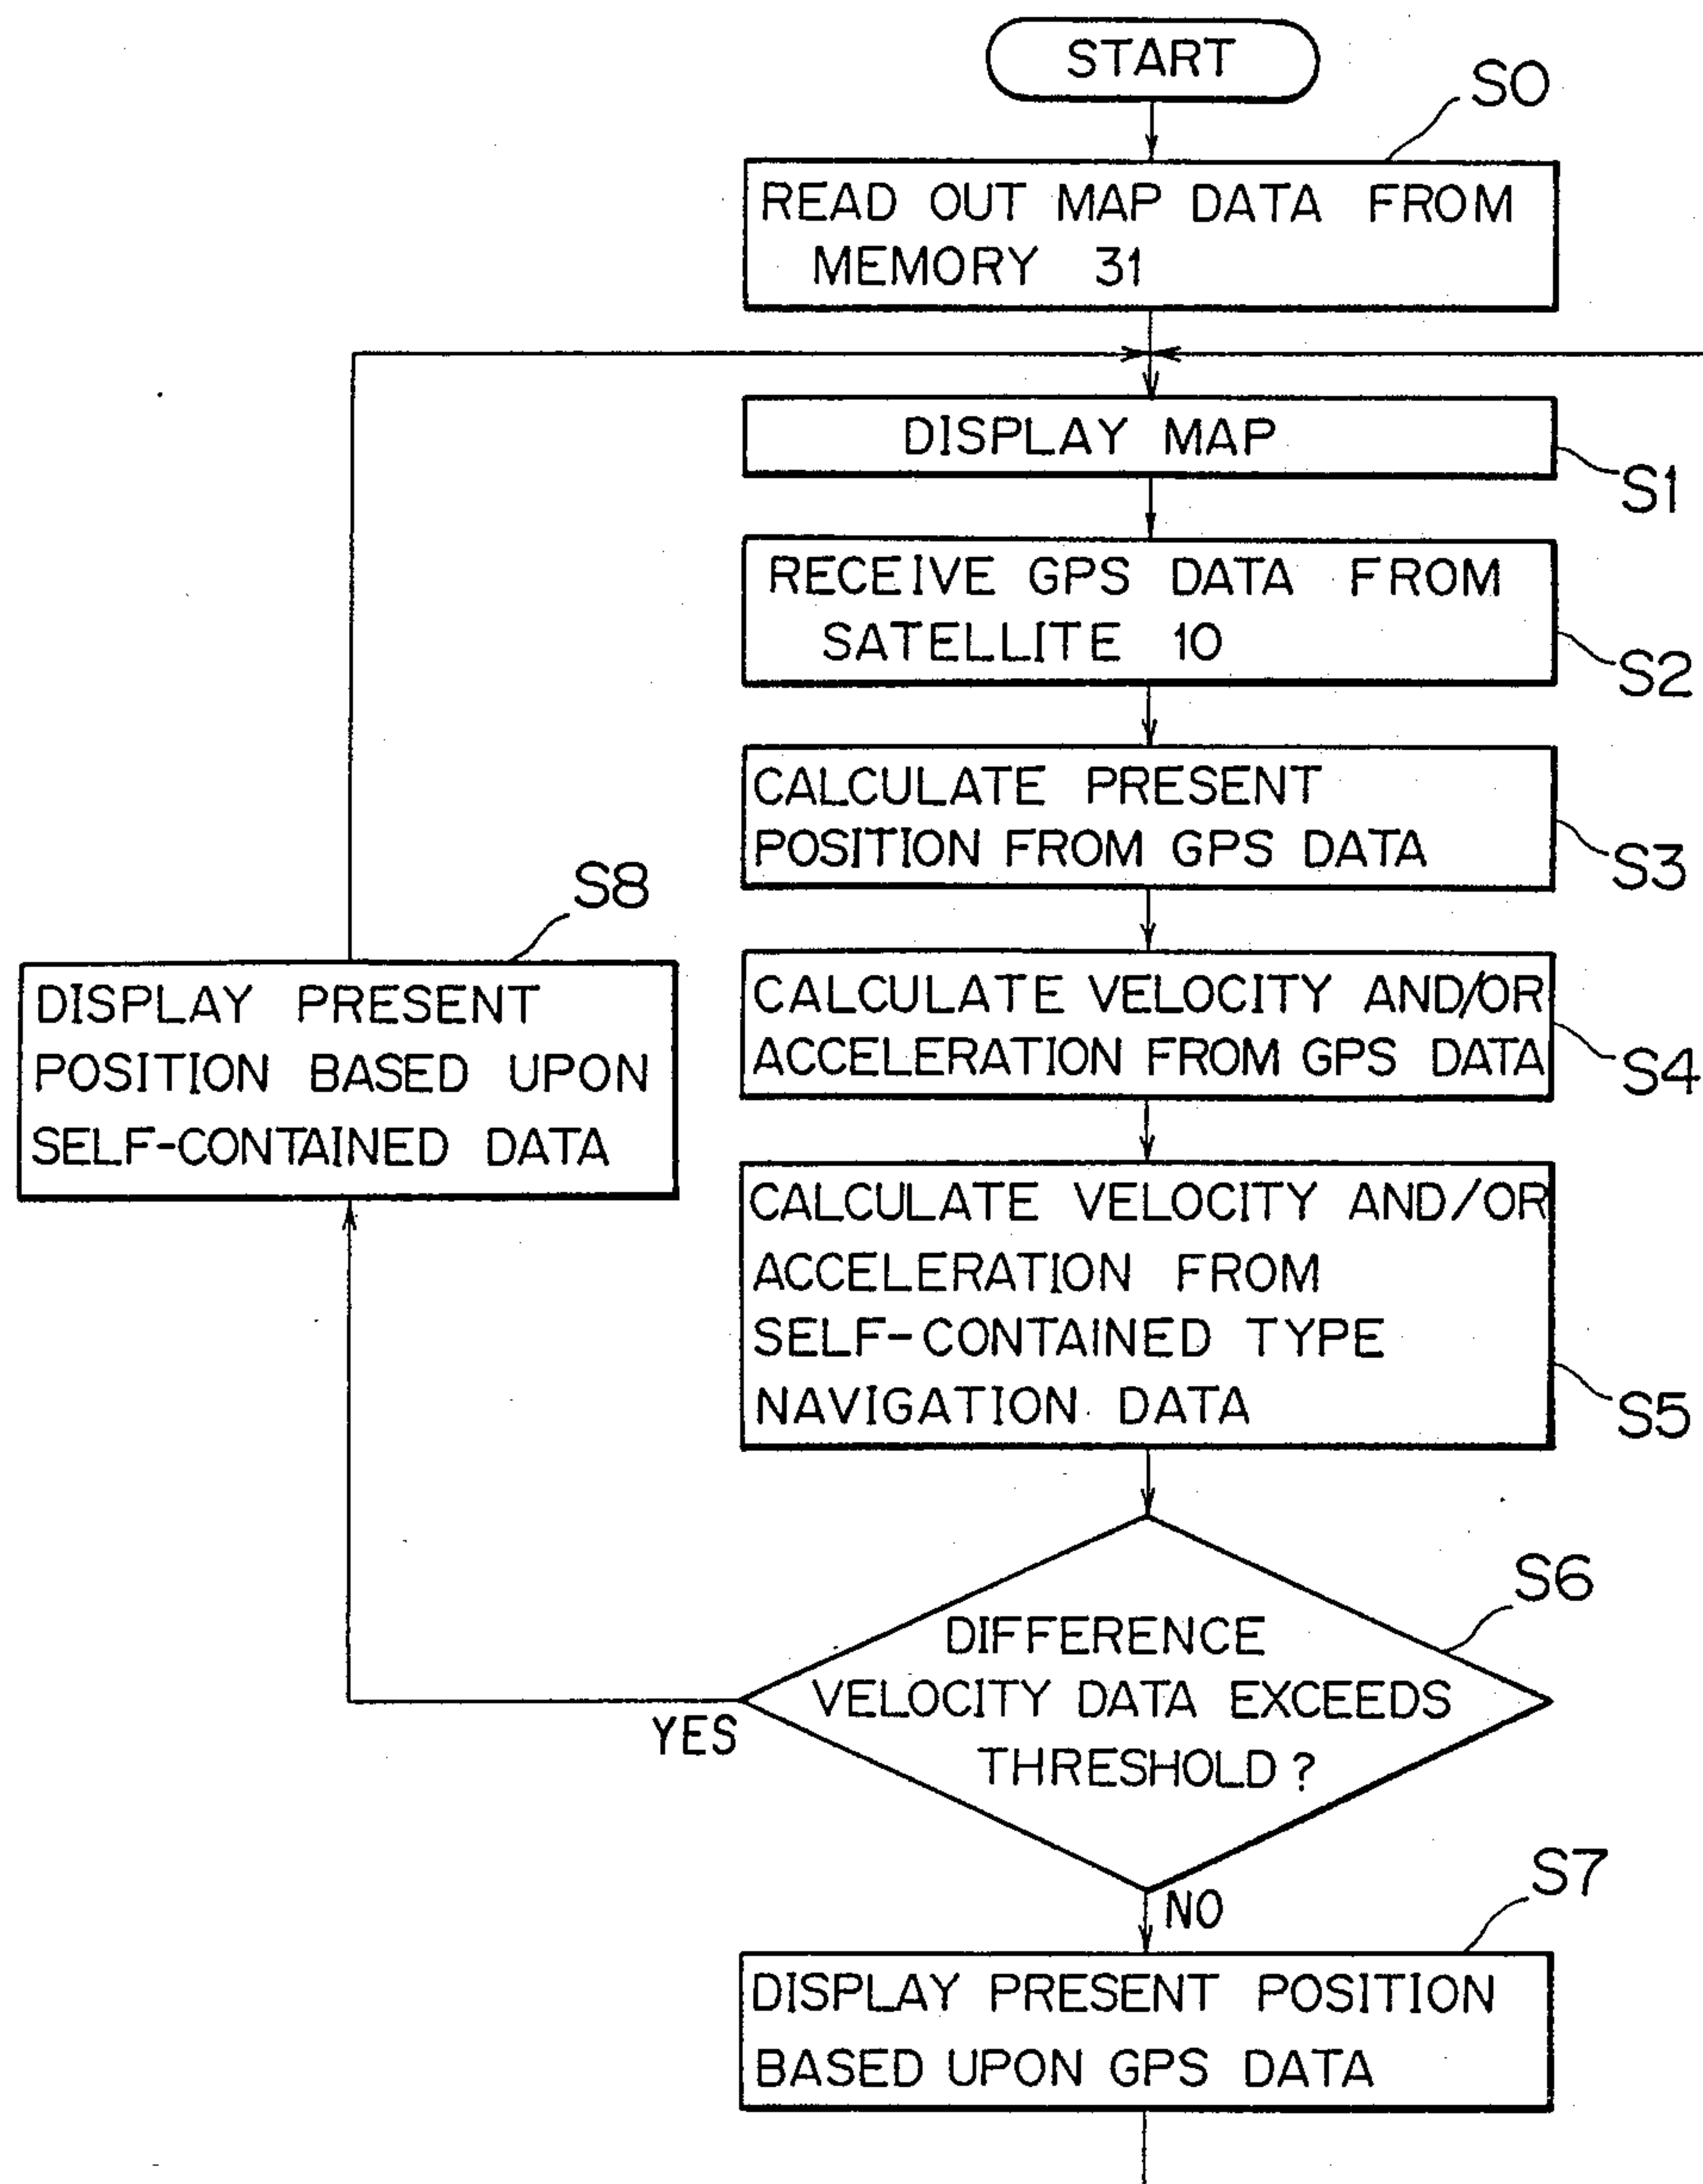 START
S0
READ OUT MAP DATA FROM
MEMORY 31
DISPLAY MAP
S1
RECEIVE GPS DATA FROM
SATELLITE 10
S2
CALCULATE PRESENT
POSITION FROM GPS DATA
S3
S8
DISPLAY PRESENT
POSITION BASED UPON
SELF-CONTAINED DATA
CALCULATE VELOCITY AND/OR
ACCELERATION FROM GPS DATA
S4
CALCULATE VELOCITY AND/OR
ACCELERATION FROM
SELF-CONTAINED TYPE
NAVIGATION DATA
S5
S6
DIFFERENCE
VELOCITY DATA EXCEEDS
THRESHOLD?
YES
NO
S7
DISPLAY PRESENT POSITION
BASED UPON GPS DATA